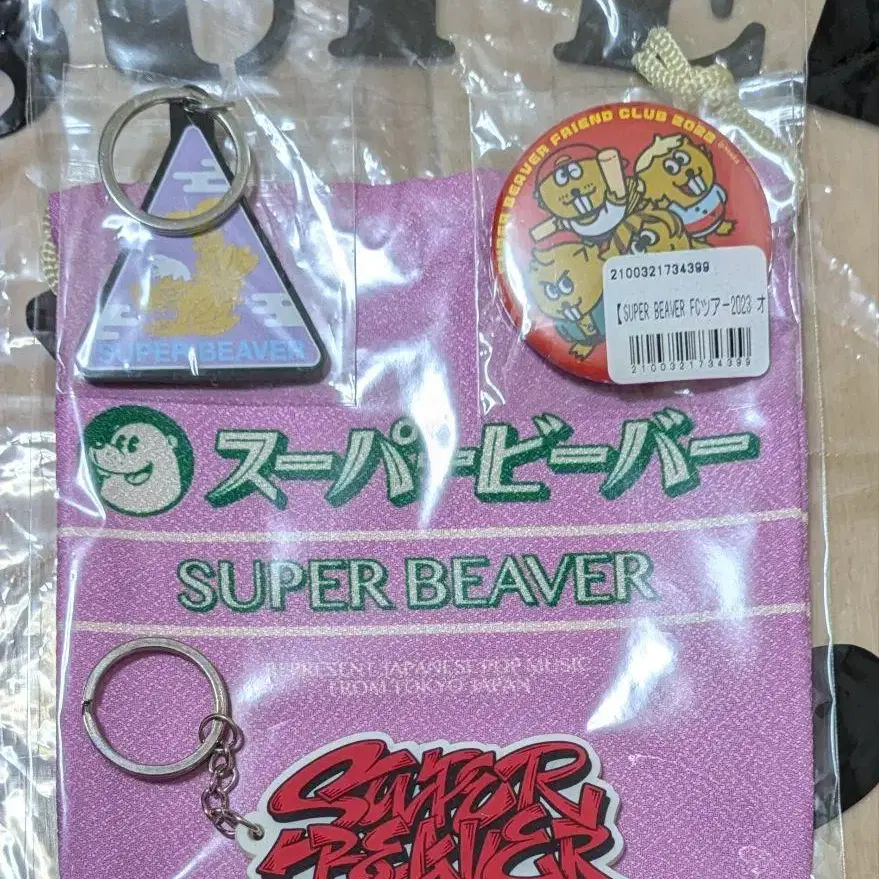 SUPER BEAVER
SUPER BEAVER FRIEND CLUB 2023
2100321734399
【SUPER BEAVER FCツアー2023 オ
2100321734399
スーパービーバー
SUPER BEAVER
REPRESENT JAPANESE POP MUSIC
FROM TOKYO JAPAN
SUPER
BEAVER